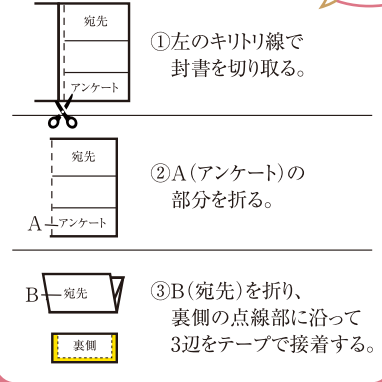 宛先
アンケート
①左のキリトリ線で
封書を切り取る。
宛先
A
アンケート
②A(アンケート)の
部分を折る。
B
宛先
裏側
③B(宛先)を折り、
裏側の点線部に沿って
3辺をテープで接着する。